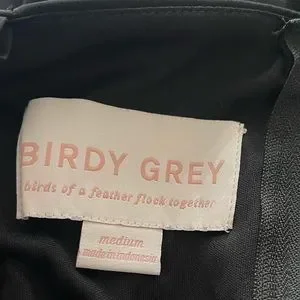 BIRDY GREY
birds of a feather flock together
medium
made in indonesia